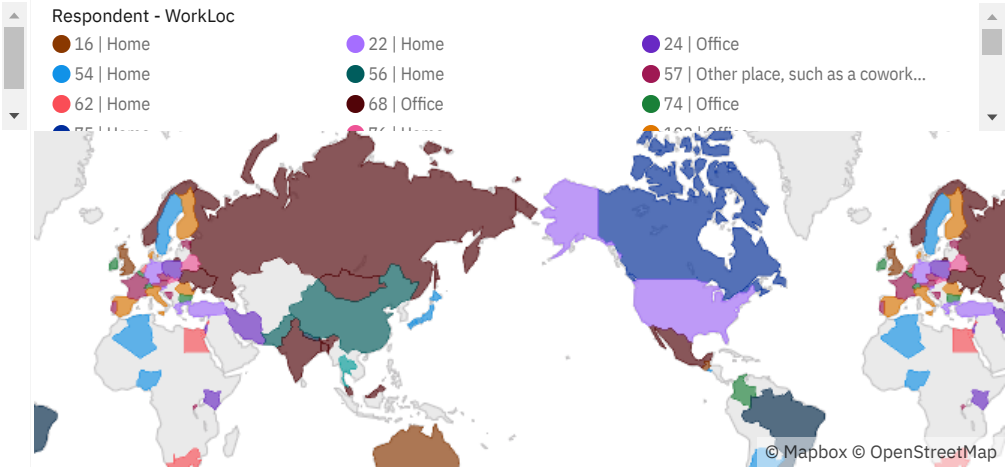 Respondent - WorkLoc
16 | Home 22 | Home 24 | Office
54 | Home 56 | Home 57 | Other place, such as a cowork...
62 | Home 68 | Office 74 | Office
© Mapbox © OpenStreetMap